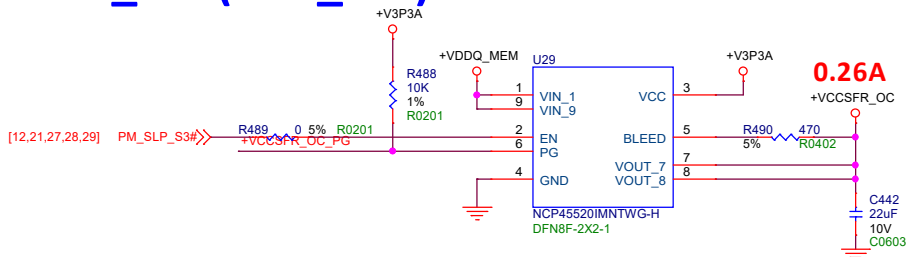 +V3P3A
+VDDQ_MEM
U29
+V3P3A
0.26A
+VCCSFR_OC
R488
10K
1%
R0201
1
VIN_1
9
VIN_9
VCC
3
[12,21,27,28,29]
PM_SLP_S3#
R489
0
5%
R0201
+VCCSFR_OC_PG
2
EN
6
PG
BLEED
5
R490
470
5%
R0402
4
GND
VOUT_7
7
VOUT_8
8
NCP45520IMNTWG-H
DFN8F-2X2-1
C442
22uF
10V
C0603